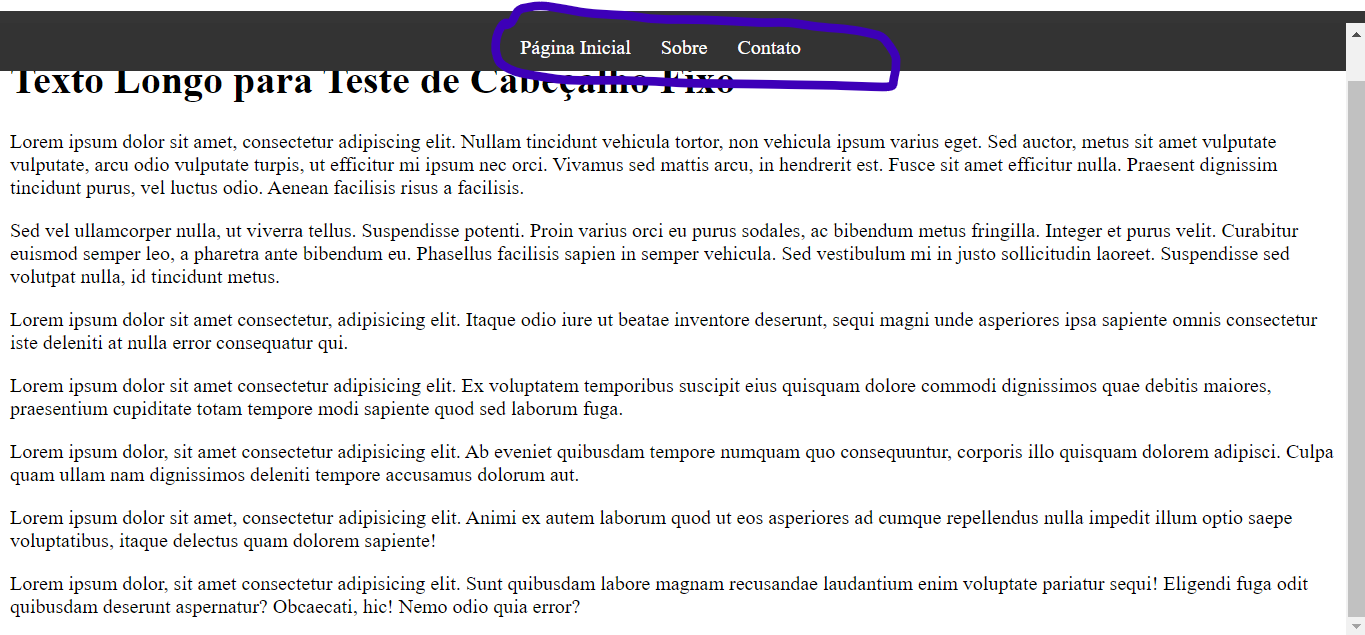 Página Inicial Sobre Contato
Texto Longo para Teste de Cabeçalho Fixo
Lorem ipsum dolor sit amet, consectetur adipiscing elit. Nullam tincidunt vehicula tortor, non vehicula ipsum varius eget. Sed auctor, metus sit amet vulputate
vulputate, arcu odio vulputate turpis, ut efficitur mi ipsum nec orci. Vivamus sed mattis arcu, in hendrerit est. Fusce sit amet efficitur nulla. Praesent dignissim
tincidunt purus, vel luctus odio. Aenean facilisis risus a facilisis.
Sed vel ullamcorper nulla, ut viverra tellus. Suspendisse potenti. Proin varius orci eu purus sodales, ac bibendum metus fringilla. Integer et purus velit. Curabitur
euismod semper leo, a pharetra ante bibendum eu. Phasellus facilisis sapien in semper vehicula. Sed vestibulum mi in justo sollicitudin laoreet. Suspendisse sed
volutpat nulla, id tincidunt metus.
Lorem ipsum dolor sit amet consectetur, adipisicing elit. Itaque odio iure ut beatae inventore deserunt, sequi magni unde asperiores ipsa sapiente omnis consectetur
iste deleniti at nulla error consequatur qui.
Lorem ipsum dolor sit amet consectetur adipisicing elit. Ex voluptatem temporibus suscipit eius quisquam dolore commodi dignissimos quae debitis maiores,
praesentium cupiditate totam tempore modi sapiente quod sed laborum fuga.
Lorem ipsum dolor, sit amet consectetur adipisicing elit. Ab eveniet quibusdam tempore numquam quo consequuntur, corporis illo quisquam dolorem adipisci. Culpa
quam ullam nam dignissimos deleniti tempore accusamus dolorum aut.
Lorem ipsum dolor sit amet, consectetur adipisicing elit. Animi ex autem laborum quod ut eos asperiores ad cumque repellendus nulla impedit illum optio saepe
voluptatibus, itaque delectus quam dolorem sapiente!
Lorem ipsum dolor, sit amet consectetur adipisicing elit. Sunt quibusdam labore magnam recusandae laudantium enim voluptate pariatur sequi! Eligendi fuga odit
quibusdam deserunt aspernatur? Obcaecati, hic! Nemo odio quia error?